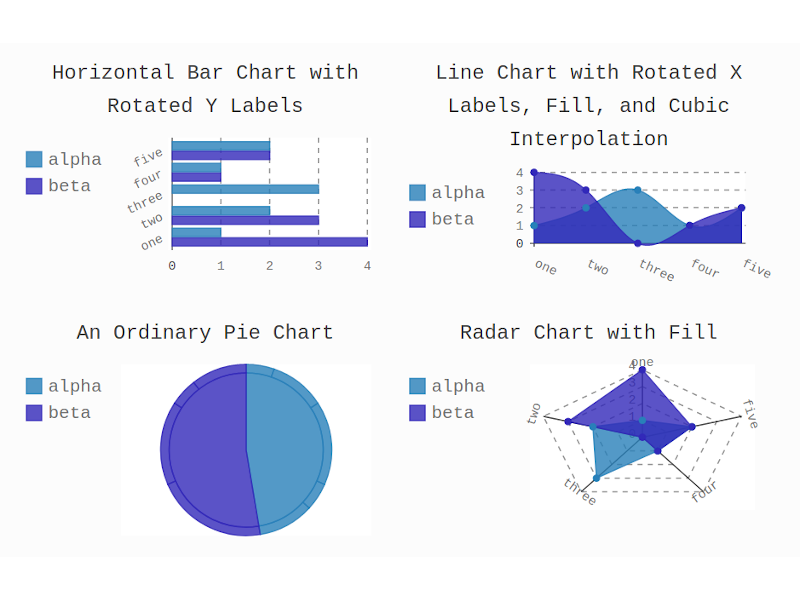 Horizontal Bar Chart with
Rotated Y Labels
alpha
beta
five
four
three
two
one
0 1 2 3 4
Line Chart with Rotated X
Labels, Fill, and Cubic
Interpolation
alpha
beta
4
3
2
1
0
one two three four five
An Ordinary Pie Chart
alpha
beta
Radar Chart with Fill
alpha
beta
one
4
3
2
1
two
five
three
four